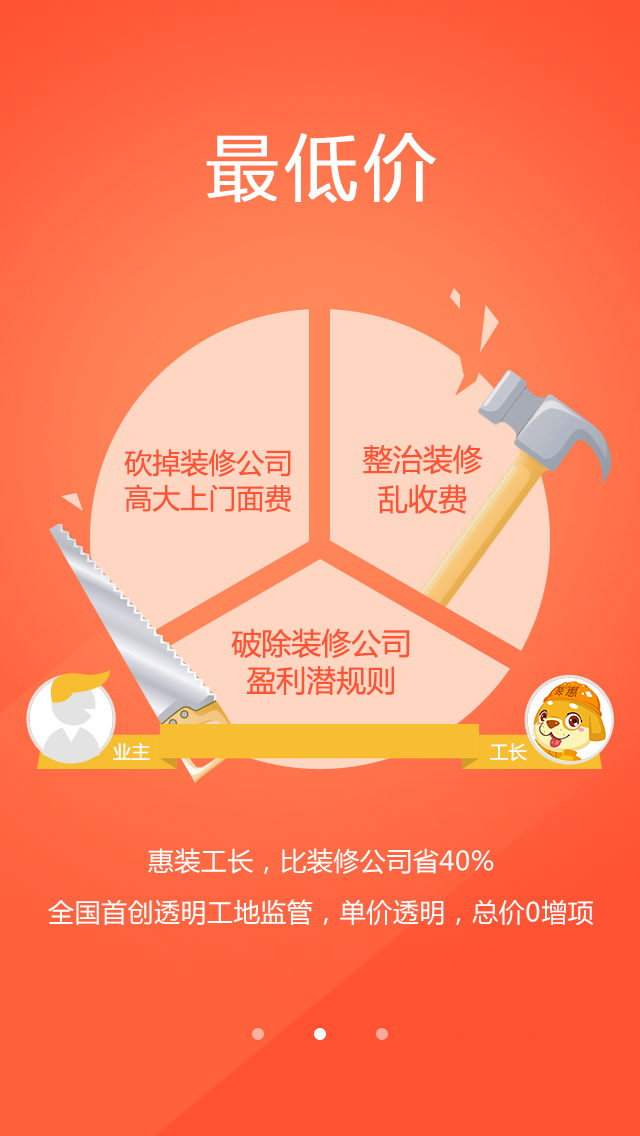 最低价
砍掉装修公司
高大上门面费
整治装修
乱收费
破除装修公司
盈利潜规则
业主
工长
惠装工长，比装修公司省40%
全国首创透明工地监管，单价透明，总价0增项